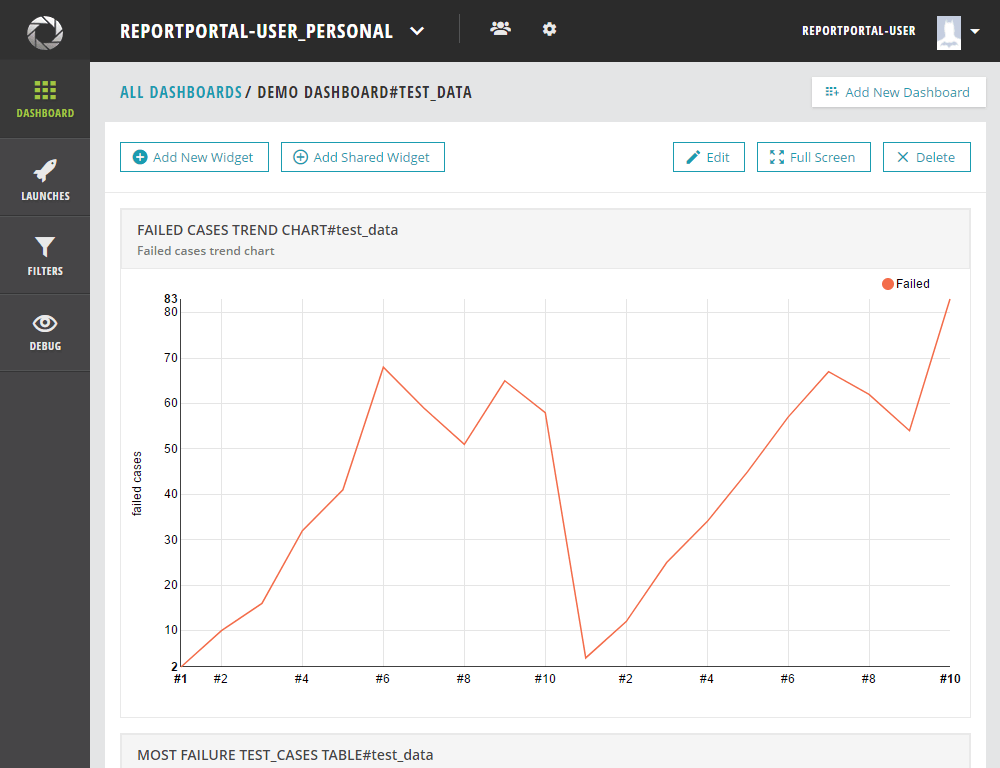 REPORTPORTAL-USER_PERSONAL
REPORTPORTAL-USER
DASHBOARD
LAUNCHES
FILTERS
DEBUG
ALL DASHBOARDS / DEMO DASHBOARD#TEST_DATA
Add New Dashboard
Add New Widget
Add Shared Widget
Edit
Full Screen
Delete
FAILED CASES TREND CHART#test_data
Failed cases trend chart
Failed
83
80
70
60
50
40
30
20
10
2
failed cases
#1 #2 #4 #6 #8 #10 #2 #4 #6 #8 #10
MOST FAILURE TEST_CASES TABLE#test_data